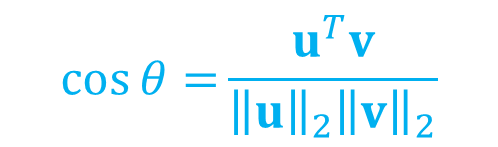 cos θ = uᵀv / ‖u‖₂‖v‖₂